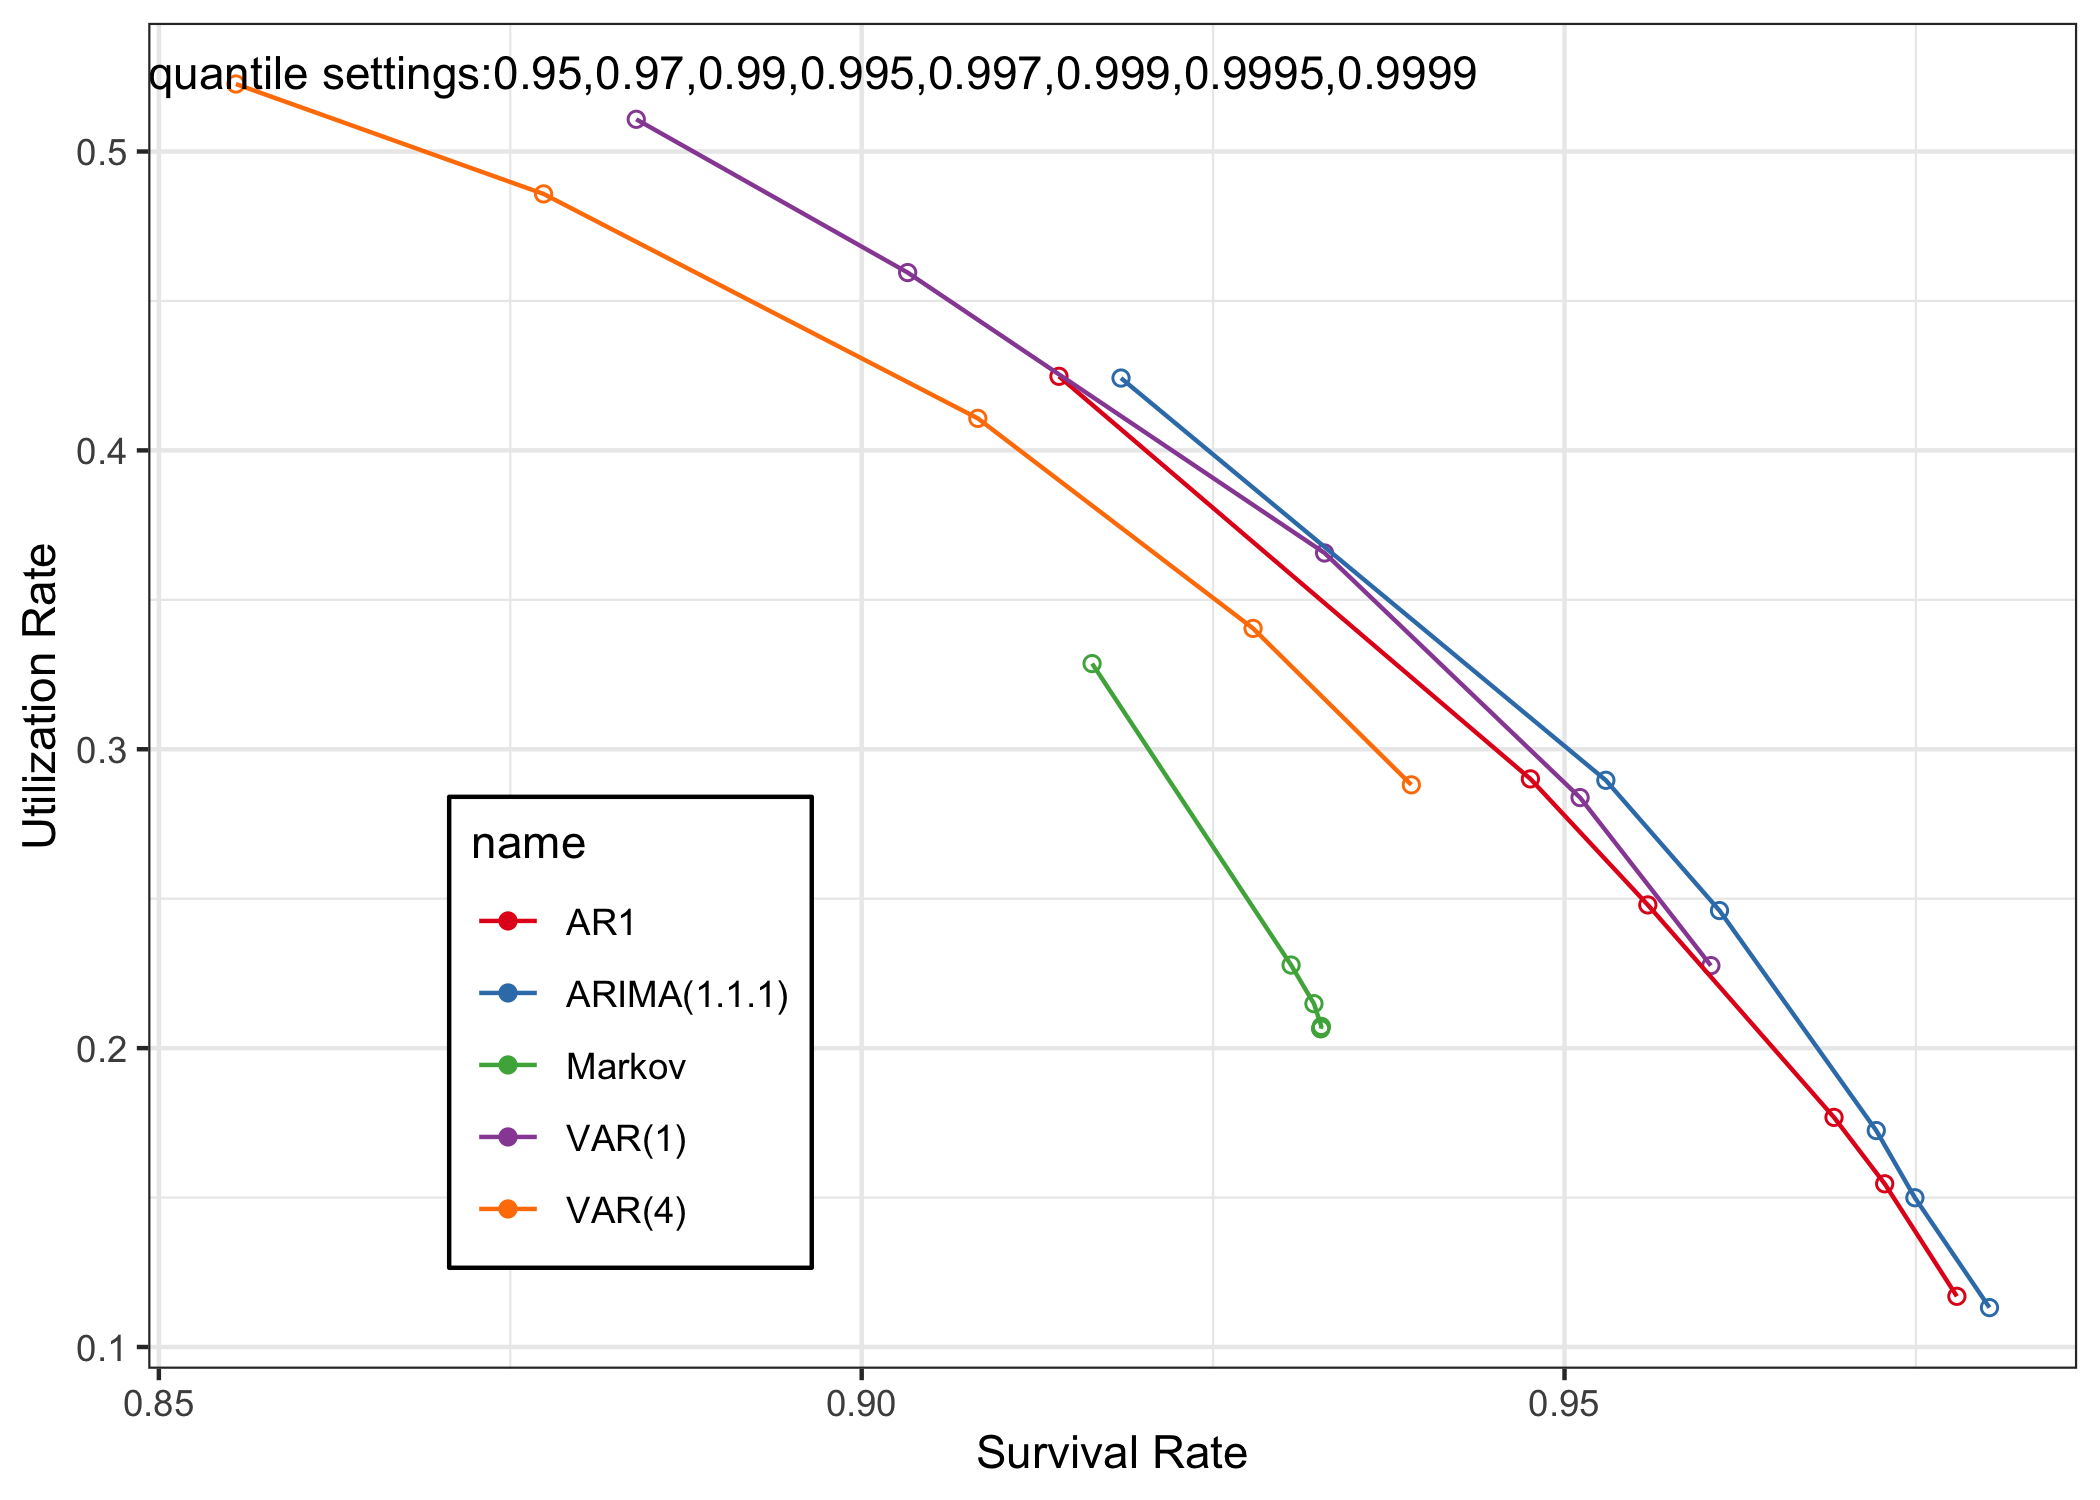 quantile settings:0.95,0.97,0.99,0.995,0.997,0.999,0.9995,0.9999
0.5
0.4
0.3
0.2
0.1
Utilization Rate
name
AR1
ARIMA(1.1.1)
Markov
VAR(1)
VAR(4)
0.85
0.90
0.95
Survival Rate